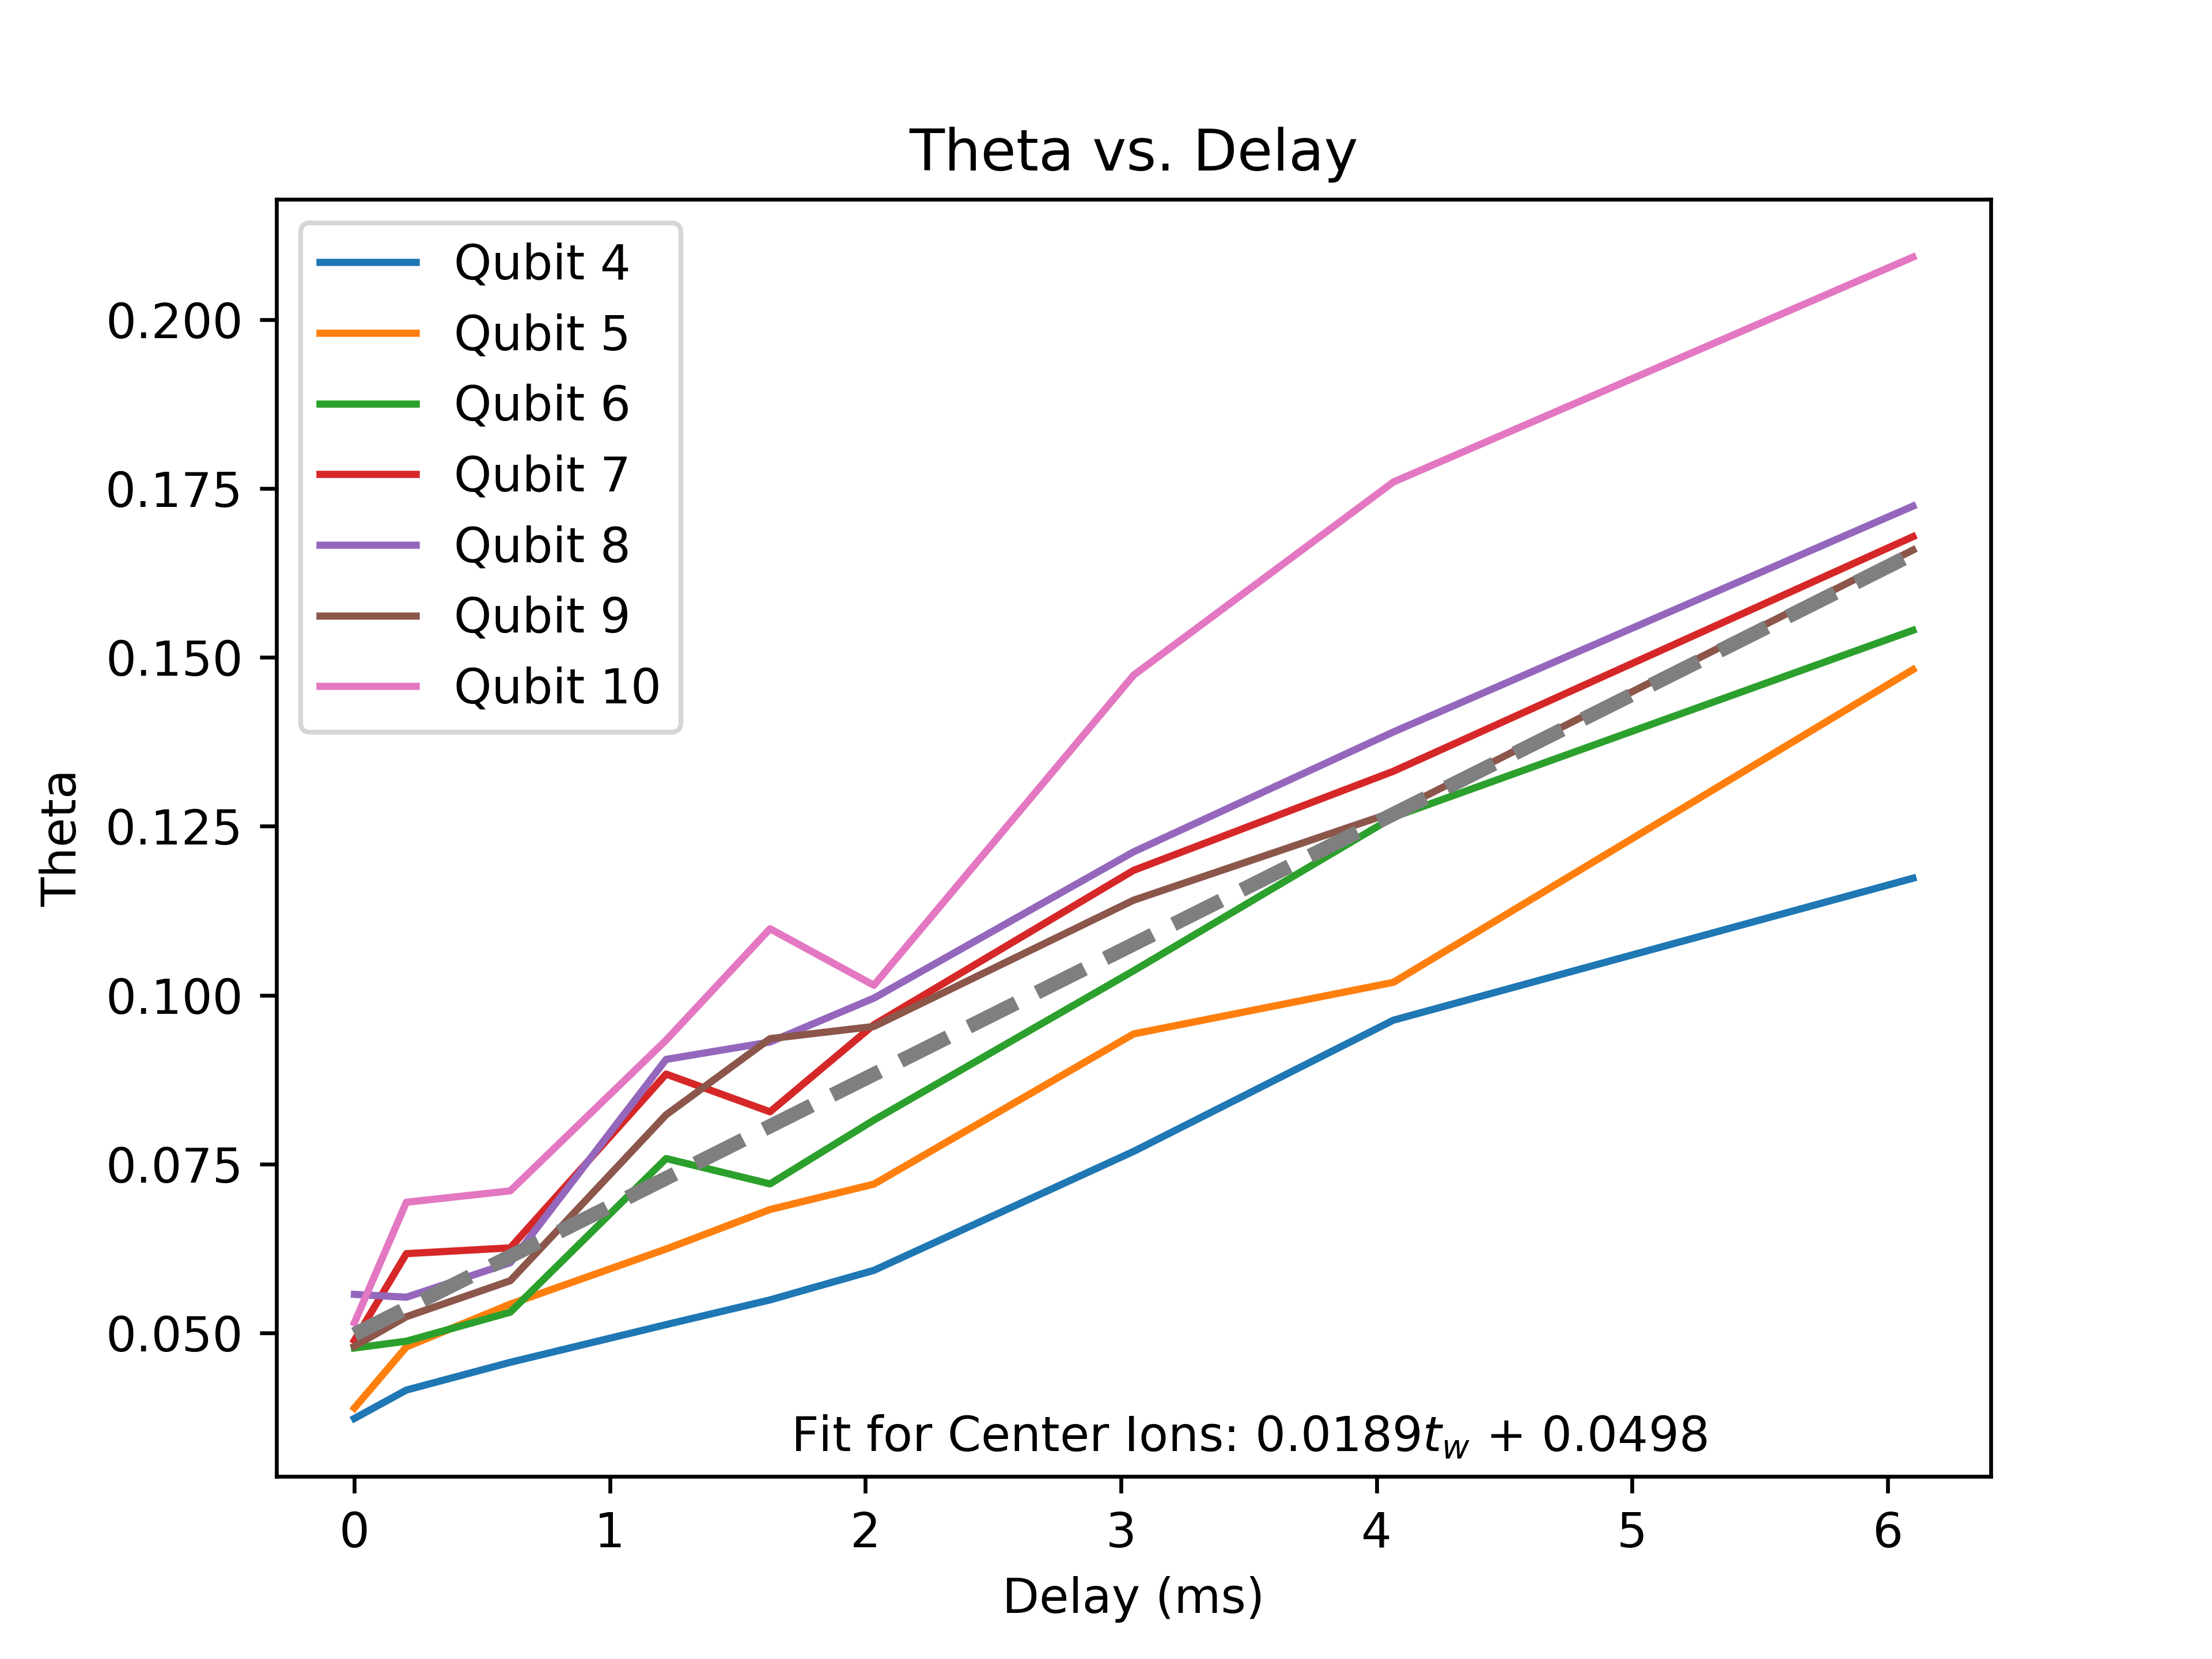 Theta vs. Delay
Qubit 4
Qubit 5
Qubit 6
Qubit 7
Qubit 8
Qubit 9
Qubit 10
0.200
0.175
0.150
0.125
0.100
0.075
0.050
Theta
Fit for Center Ions: 0.0189t_w + 0.0498
0 1 2 3 4 5 6
Delay (ms)